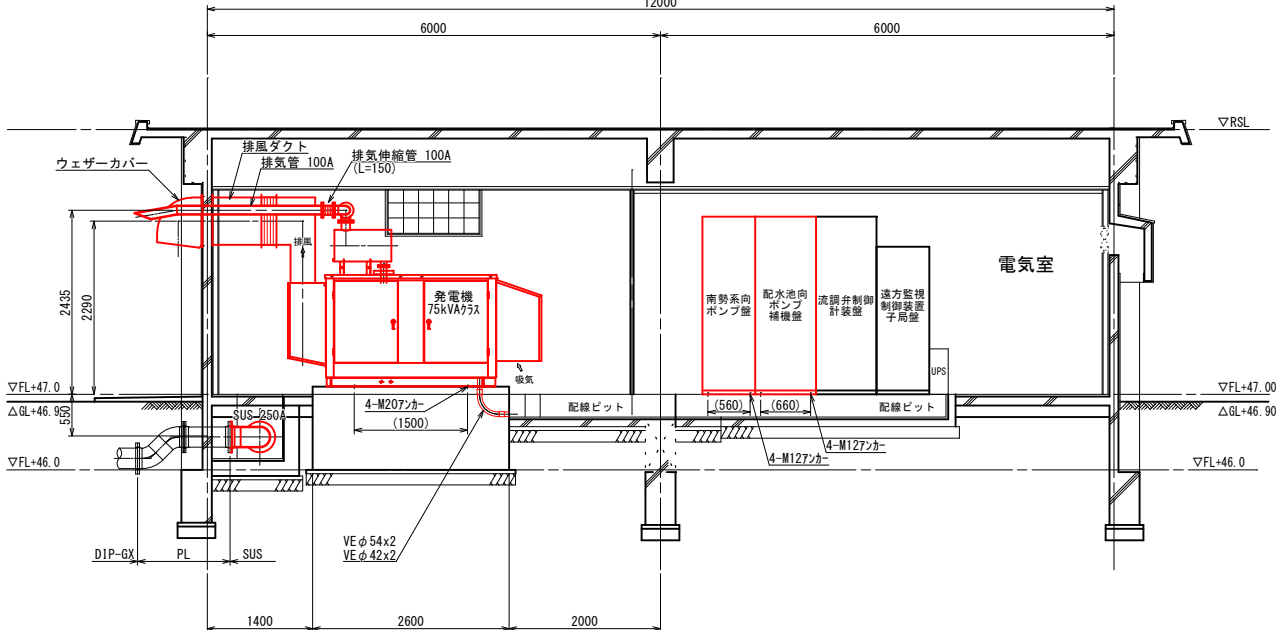 12000
6000
6000
▽RSL
排風ダクト
排気管 100A
排気伸縮管 100A
(L=150)
ウェザーカバー
排風
2435
2290
発電機
75kVAクラス
南勢系向
ポンプ盤
配水池向
ポンプ
補機盤
流調弁制御
計装盤
遠方監視
制御装置
子局盤
電気室
UPS
吸気
▽FL+47.0
▽FL+47.00
△GL+46.90
550
SUS-250A
4-M20アンカー
(1500)
配線ピット
(560)
(660)
配線ピット
△GL+46.90
4-M12アンカー
4-M12アンカー
▽FL+46.0
▽FL+46.0
VEφ54x2
VEφ42x2
DIP-GX
PL
SUS
1400
2600
2000